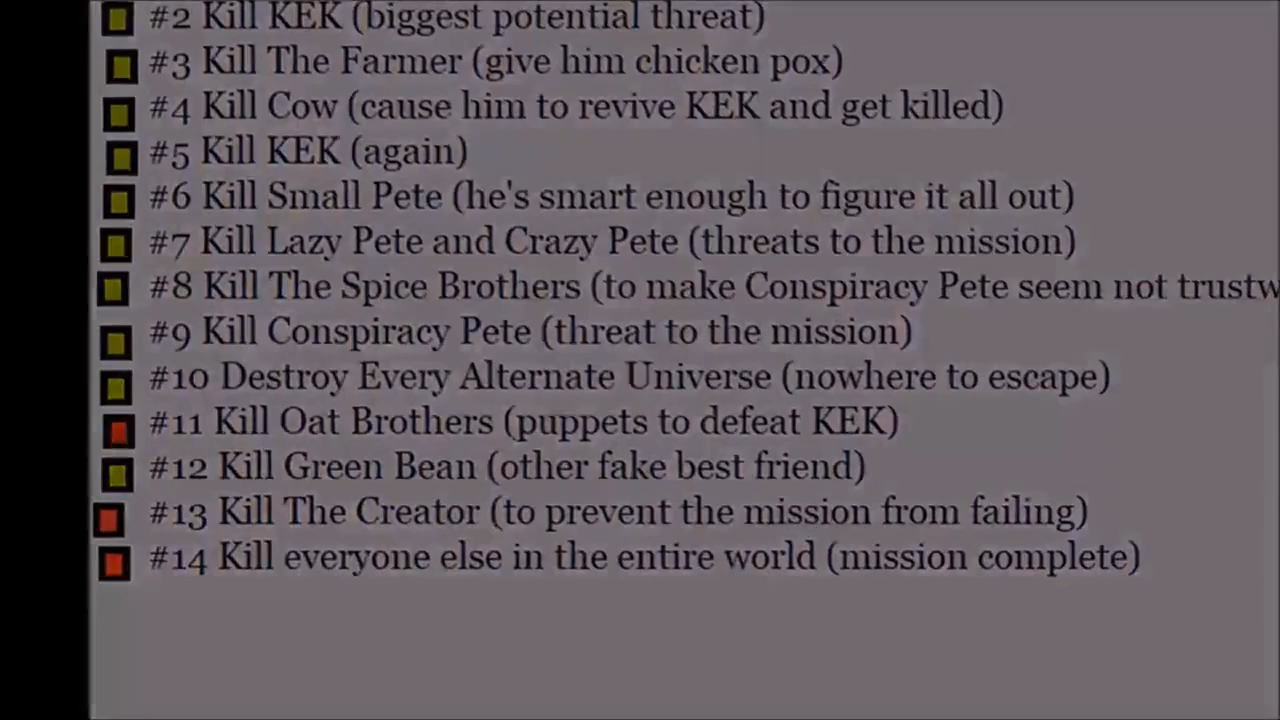 #2 Kill KEK (biggest potential threat)
#3 Kill The Farmer (give him chicken pox)
#4 Kill Cow (cause him to revive KEK and get killed)
#5 Kill KEK (again)
#6 Kill Small Pete (he's smart enough to figure it all out)
#7 Kill Lazy Pete and Crazy Pete (threats to the mission)
#8 Kill The Spice Brothers (to make Conspiracy Pete seem not trustw
#9 Kill Conspiracy Pete (threat to the mission)
#10 Destroy Every Alternate Universe (nowhere to escape)
#11 Kill Oat Brothers (puppets to defeat KEK)
#12 Kill Green Bean (other fake best friend)
#13 Kill The Creator (to prevent the mission from failing)
#14 Kill everyone else in the entire world (mission complete)